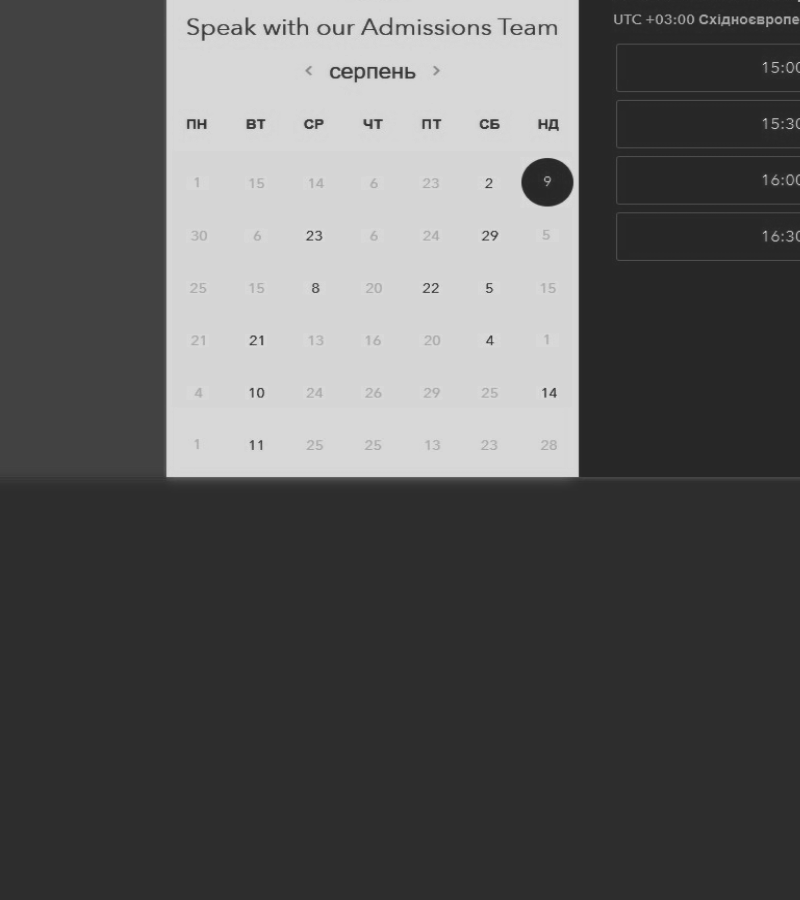 Speak with our Admissions Team
< серпень >
ПН ВТ СР ЧТ ПТ СБ НД
1 15 14 6 23 2 9
30 6 23 6 24 29 5
25 15 8 20 22 5 15
21 21 13 16 20 4 1
4 10 24 26 29 25 14
1 11 25 25 13 23 28
UTC +03:00 Східноєвропе
15:00
15:30
16:00
16:30